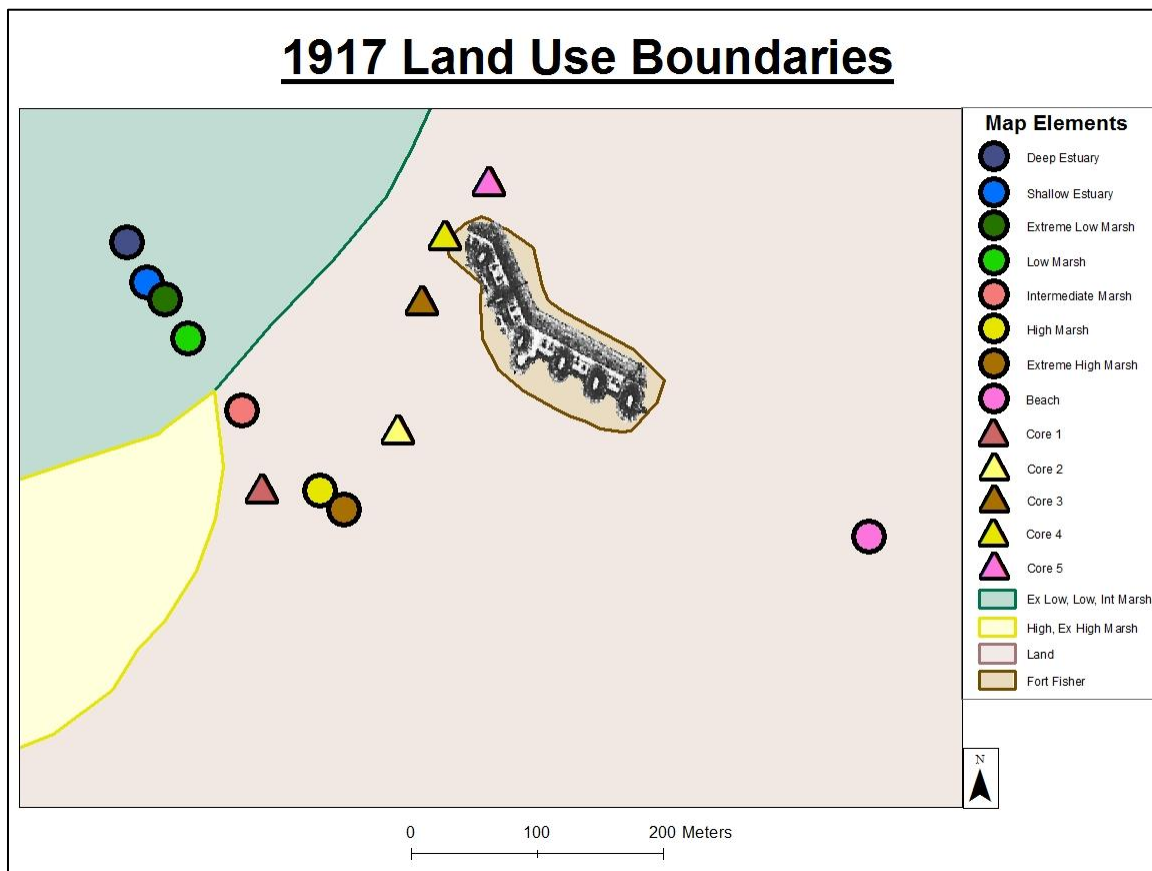 1917 Land Use Boundaries
Map Elements
Deep Estuary
Shallow Estuary
Extreme Low Marsh
Low Marsh
Intermediate Marsh
High Marsh
Extreme High Marsh
Beach
Core 1
Core 2
Core 3
Core 4
Core 5
Ex Low, Low, Int Marsh
High, Ex High Marsh
Land
Fort Fisher
N
0 100 200 Meters